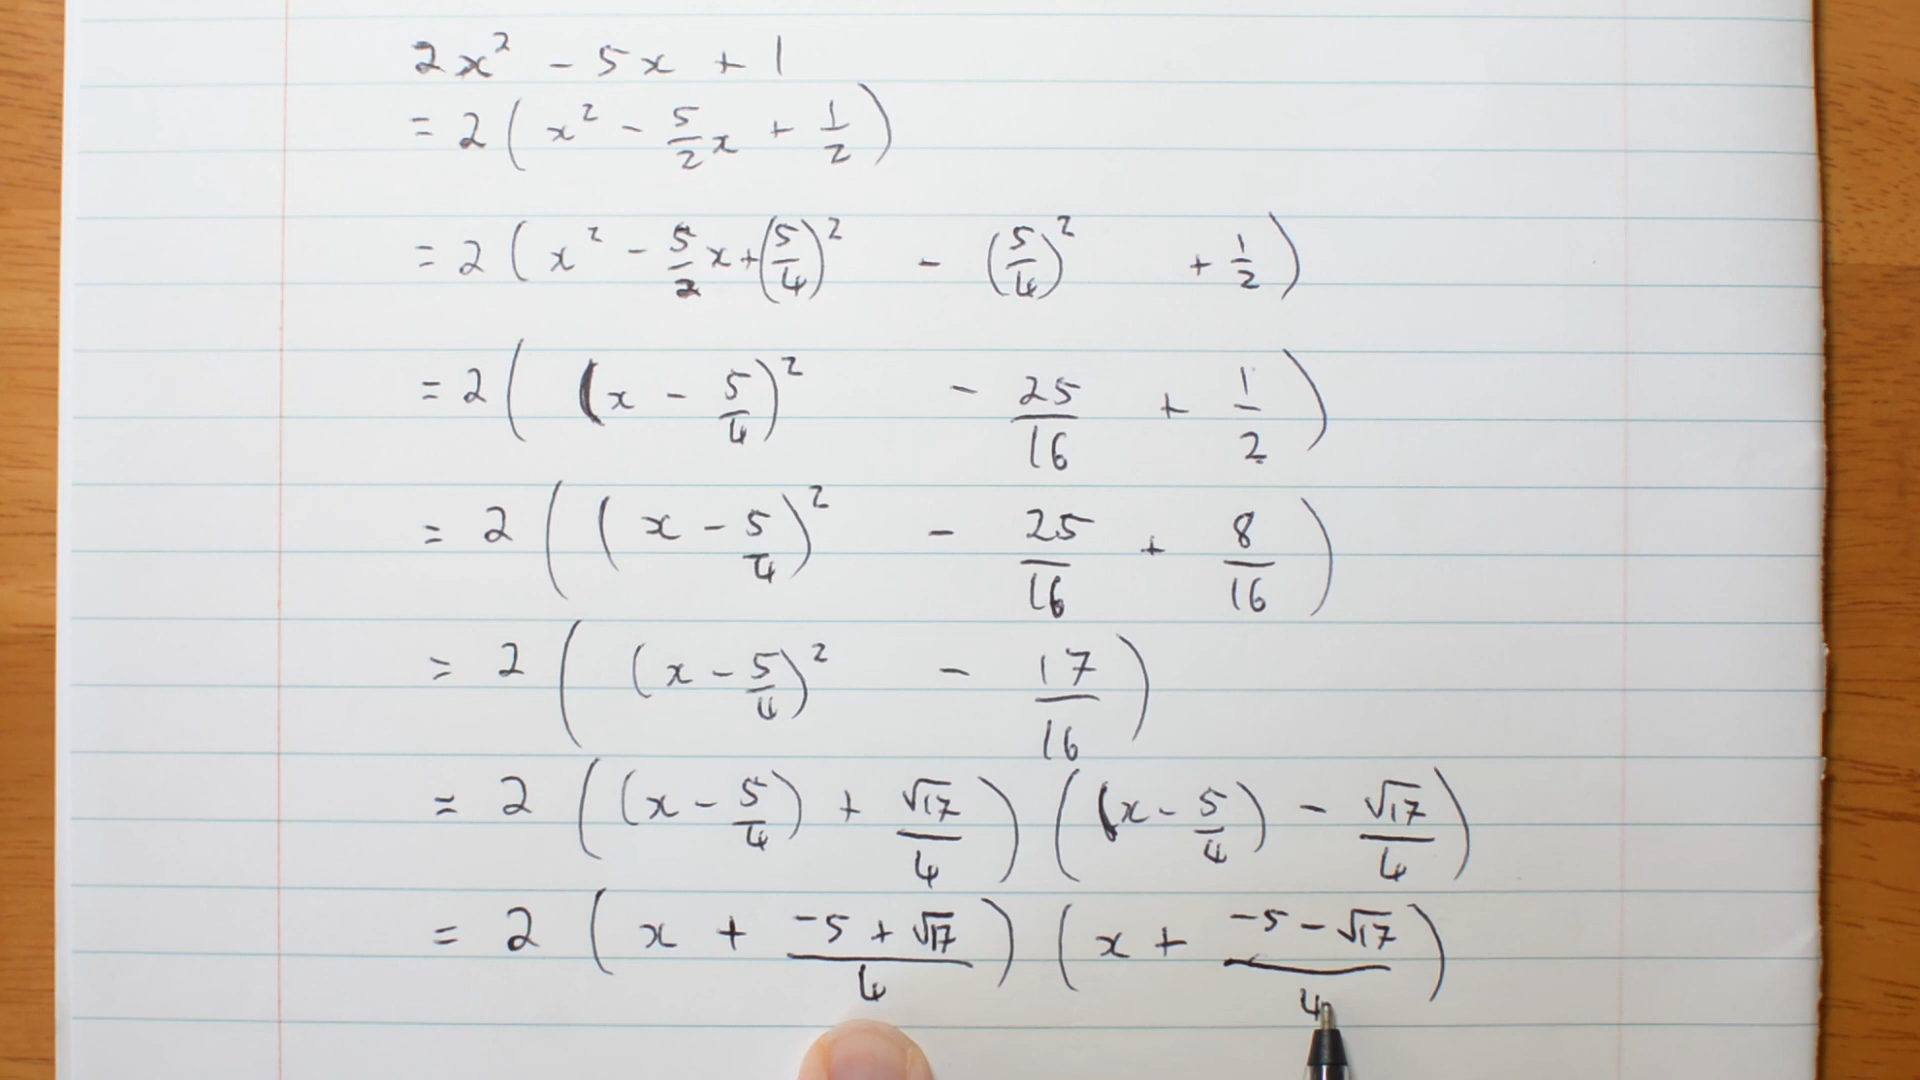 2x² - 5x + 1
= 2(x² - 5/2 x + 1/2)
= 2(x² - 5/2 x + (5/4)² - (5/4)² + 1/2)
= 2((x - 5/4)² - 25/16 + 1/2)
= 2((x - 5/4)² - 25/16 + 8/16)
= 2((x - 5/4)² - 17/16)
= 2((x - 5/4) + √17/4)((x - 5/4) - √17/4)
= 2(x + (-5 + √17)/4)(x + (-5 - √17)/4)